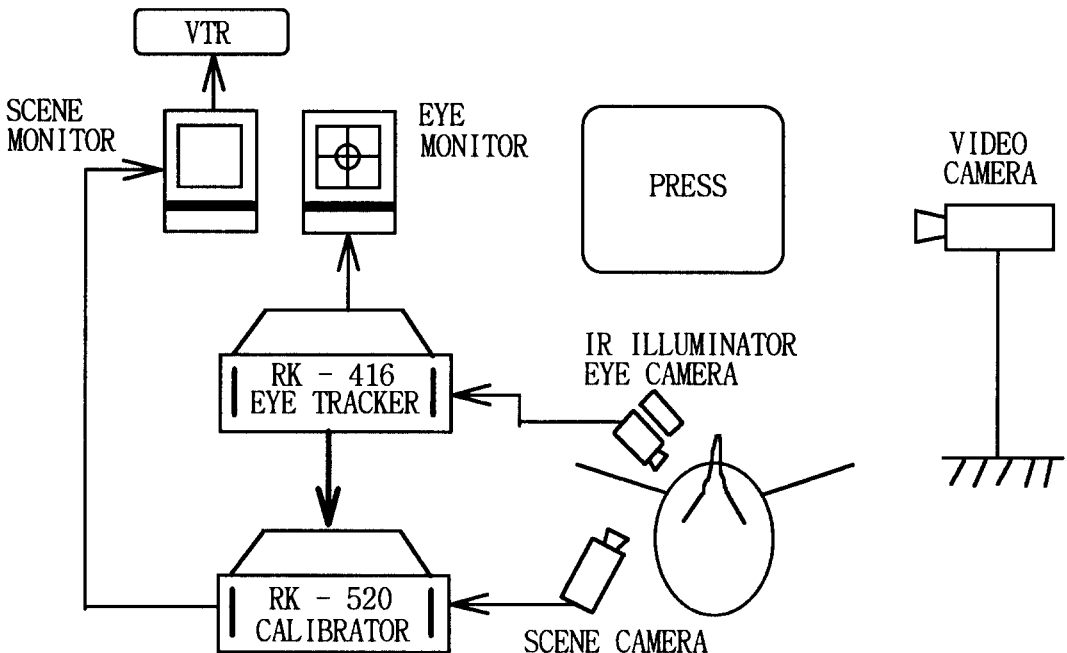 VTR
SCENE
MONITOR
EYE
MONITOR
PRESS
VIDEO
CAMERA
IR ILLUMINATOR
EYE CAMERA
RK - 416
EYE TRACKER
RK - 520
CALIBRATOR
SCENE CAMERA